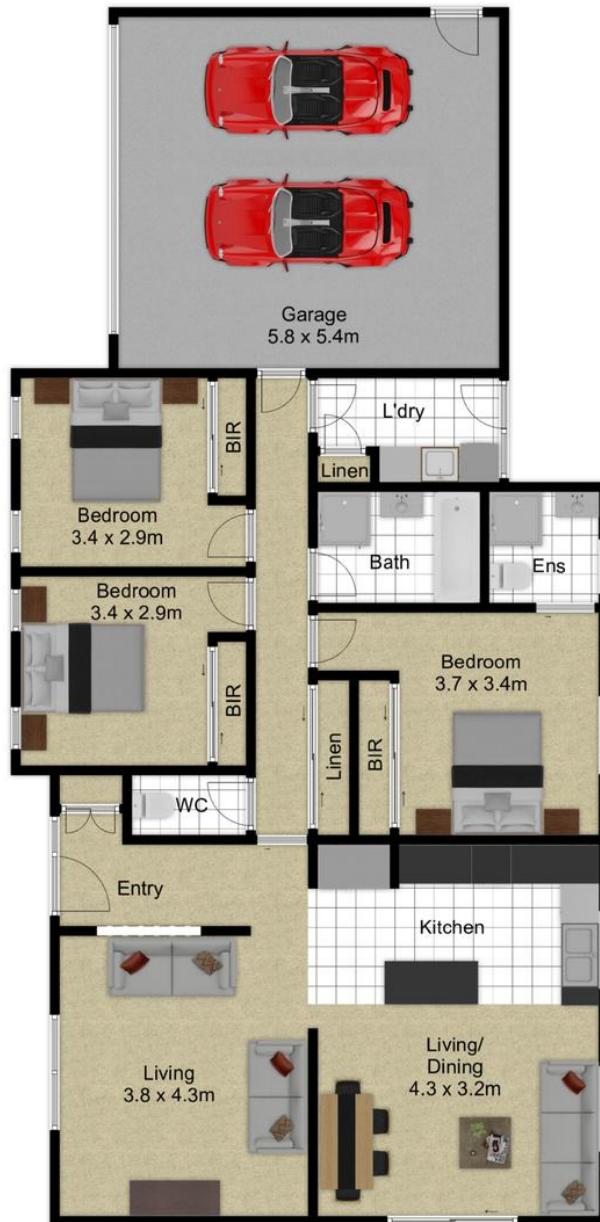 Garage
5.8 x 5.4m
L'dry
BIR
Linen
Bedroom
3.4 x 2.9m
Bath
Ens
Bedroom
3.4 x 2.9m
Bedroom
3.7 x 3.4m
BIR
Linen
BIR
WC
Entry
Kitchen
Living
3.8 x 4.3m
Living/
Dining
4.3 x 3.2m